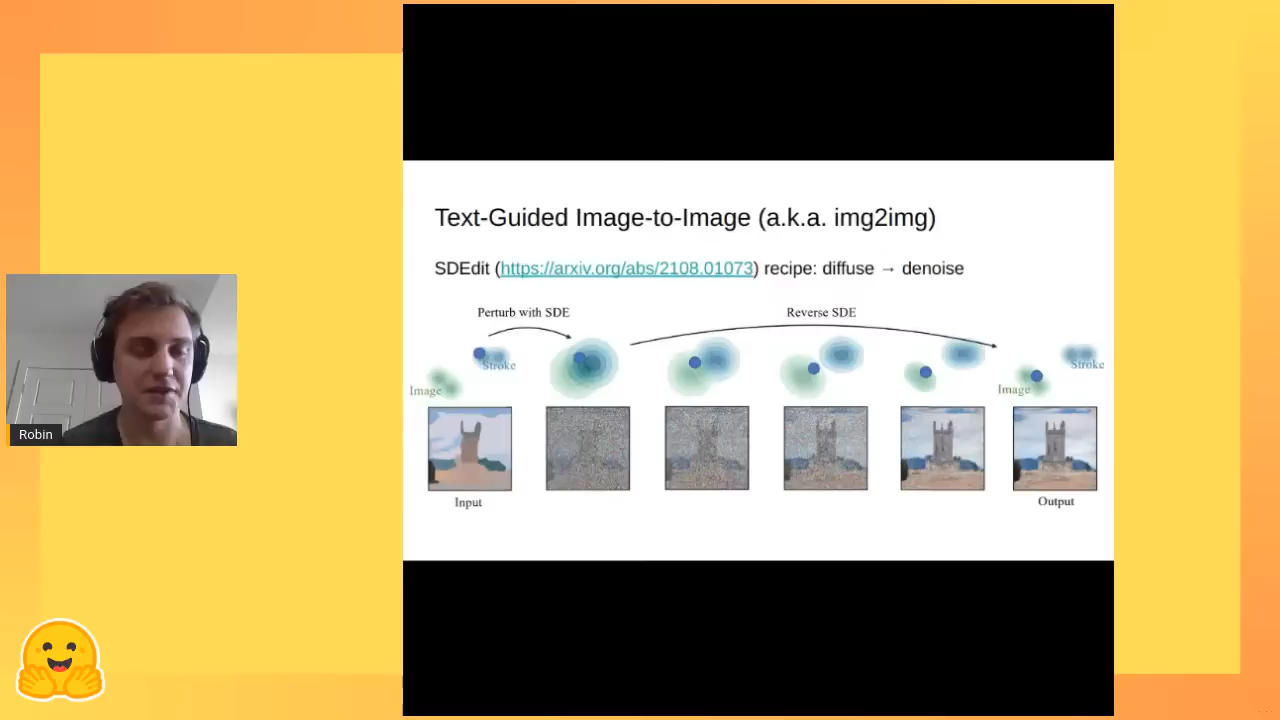 Text-Guided Image-to-Image (a.k.a. img2img)
SDEdit (https://arxiv.org/abs/2108.01073) recipe: diffuse → denoise
Perturb with SDE
Reverse SDE
Stroke
Image
Stroke
Image
Input
Output
Robin